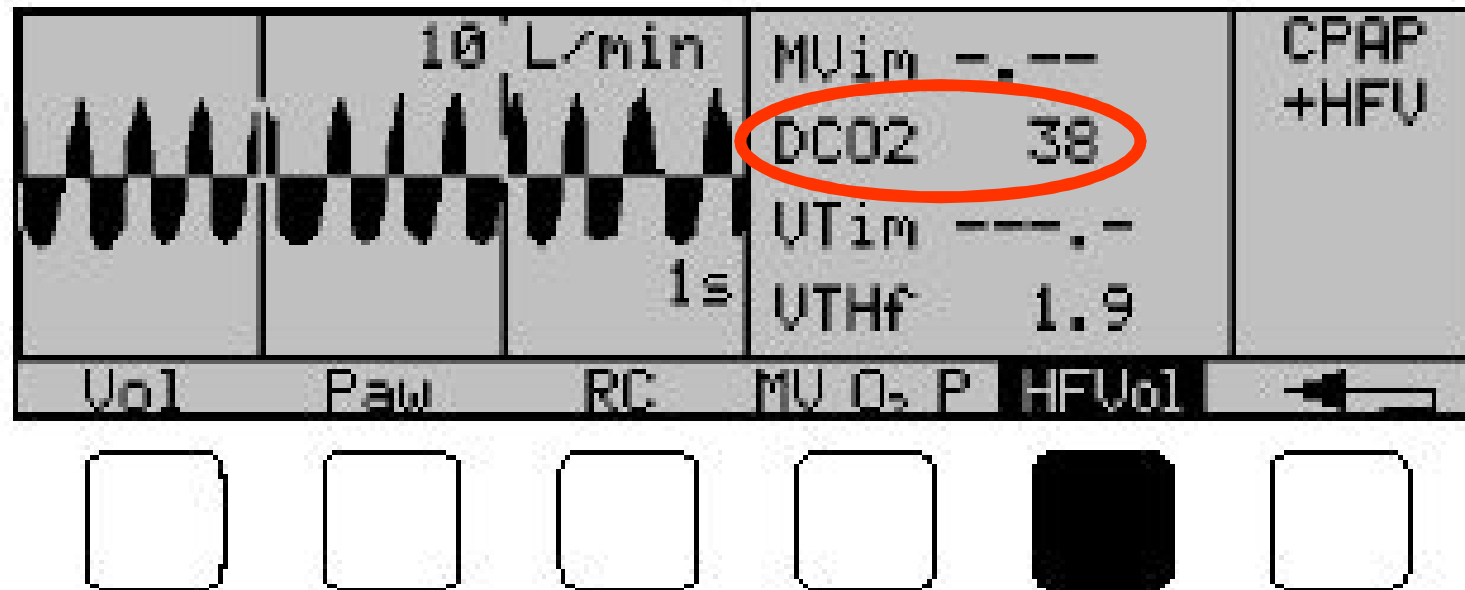 10 L/min
1s
MVim -.--
DCO2 38
VTim ---.-
VTHf 1.9
CPAP
+HFV
Vol Paw RC MV O₂ P HFVol